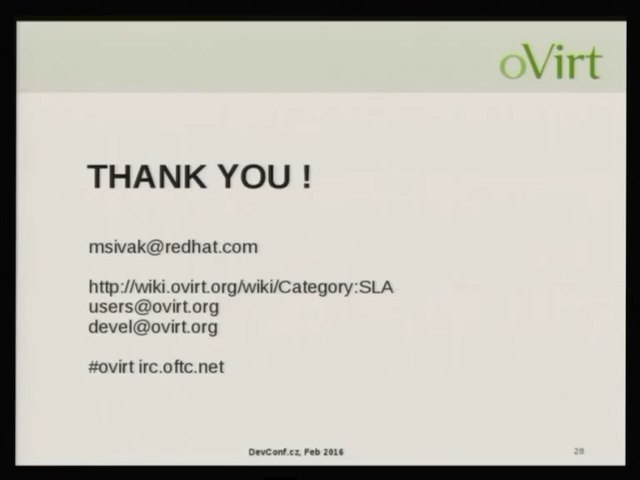 oVirt
THANK YOU !
msivak@redhat.com
http://wiki.ovirt.org/wiki/Category:SLA
users@ovirt.org
devel@ovirt.org
#ovirt irc.oftc.net
DevConf.cz, Feb 2016
28